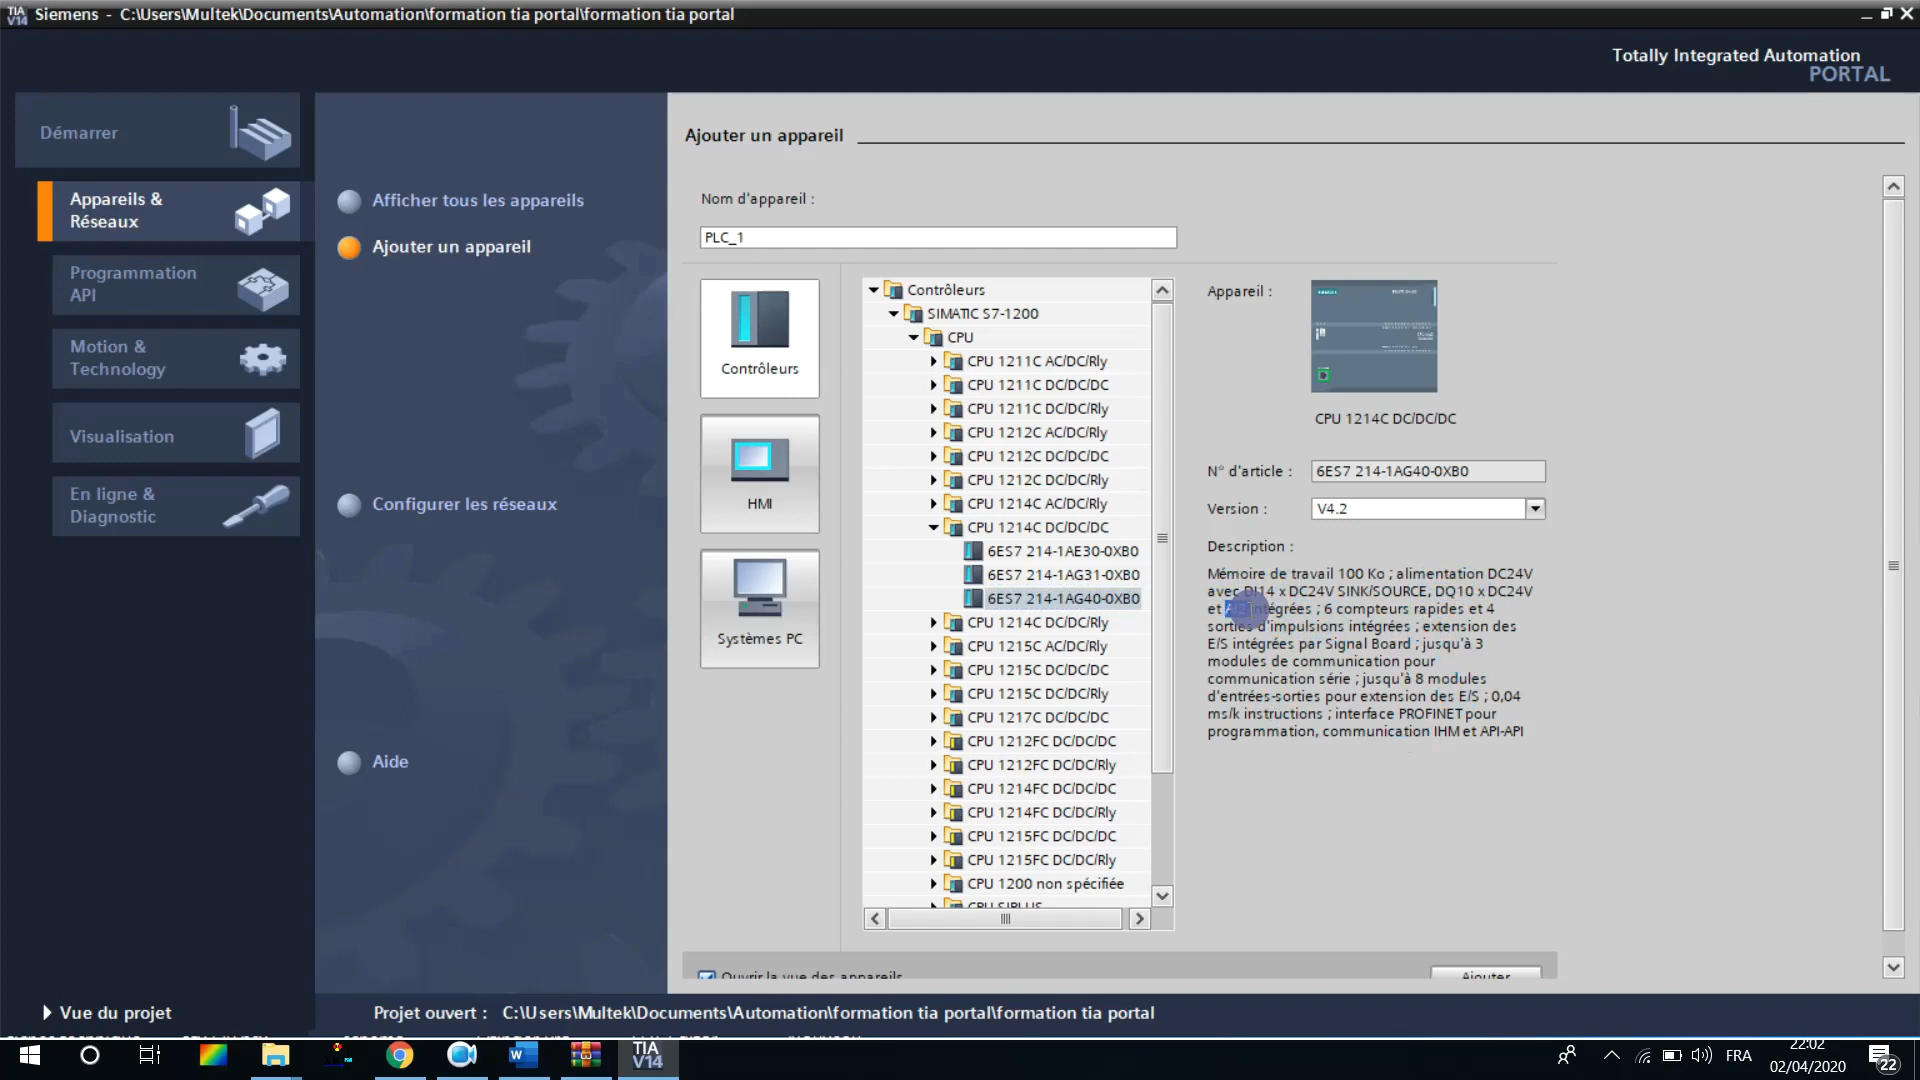 Siemens - C:\Users\Multek\Documents\Automation\formation tia portal\formation tia portal
Totally Integrated Automation
PORTAL
Démarrer
Appareils &
Réseaux
Programmation
API
Motion &
Technology
Visualisation
En ligne &
Diagnostic
Vue du projet
Afficher tous les appareils
Ajouter un appareil
Configurer les réseaux
Aide
Ajouter un appareil
Nom d'appareil :
PLC_1
Contrôleurs
HMI
Systèmes PC
Contrôleurs
SIMATIC S7-1200
CPU
CPU 1211C AC/DC/Rly
CPU 1211C DC/DC/DC
CPU 1211C DC/DC/Rly
CPU 1212C AC/DC/Rly
CPU 1212C DC/DC/DC
CPU 1212C DC/DC/Rly
CPU 1214C AC/DC/Rly
CPU 1214C DC/DC/DC
6ES7 214-1AE30-0XB0
6ES7 214-1AG31-0XB0
6ES7 214-1AG40-0XB0
CPU 1214C DC/DC/Rly
CPU 1215C AC/DC/Rly
CPU 1215C DC/DC/DC
CPU 1215C DC/DC/Rly
CPU 1217C DC/DC/DC
CPU 1212FC DC/DC/DC
CPU 1212FC DC/DC/Rly
CPU 1214FC DC/DC/DC
CPU 1214FC DC/DC/Rly
CPU 1215FC DC/DC/DC
CPU 1215FC DC/DC/Rly
CPU 1200 non spécifiée
CPU SIPLUS
Appareil :
CPU 1214C DC/DC/DC
N° d'article :
6ES7 214-1AG40-0XB0
Version :
V4.2
Description :
Mémoire de travail 100 Ko ; alimentation DC24V
avec DI14 x DC24V SINK/SOURCE, DQ10 x DC24V
et AI2 intégrées ; 6 compteurs rapides et 4
sorties d'impulsions intégrées ; extension des
E/S intégrées par Signal Board ; jusqu'à 3
modules de communication pour
communication série ; jusqu'à 8 modules
d'entrées-sorties pour extension des E/S ; 0,04
ms/k instructions ; interface PROFINET pour
programmation, communication IHM et API-API
Ouvrir la vue des appareils
Ajouter
Projet ouvert : C:\Users\Multek\Documents\Automation\formation tia portal\formation tia portal
TIA
V14
FRA
22:02
02/04/2020
22